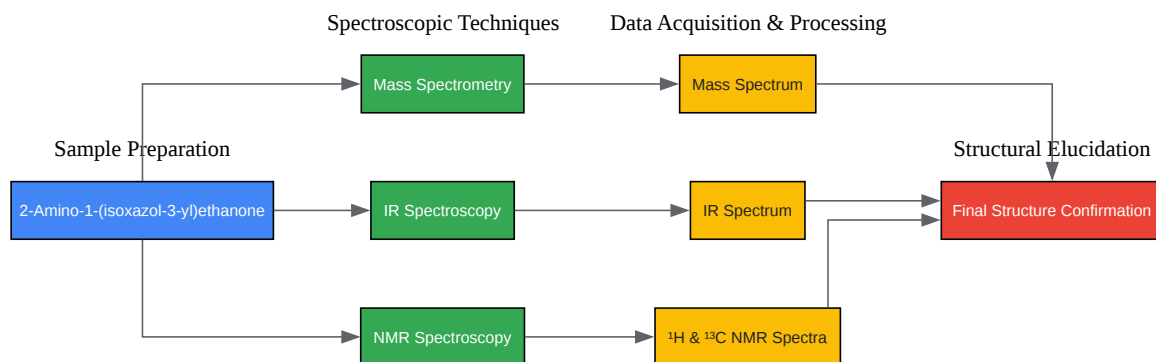 Spectroscopic Techniques
Data Acquisition & Processing
Mass Spectrometry
Mass Spectrum
Sample Preparation
Structural Elucidation
2-Amino-1-(isoxazol-3-yl)ethanone
IR Spectroscopy
IR Spectrum
Final Structure Confirmation
NMR Spectroscopy
¹H & ¹³C NMR Spectra